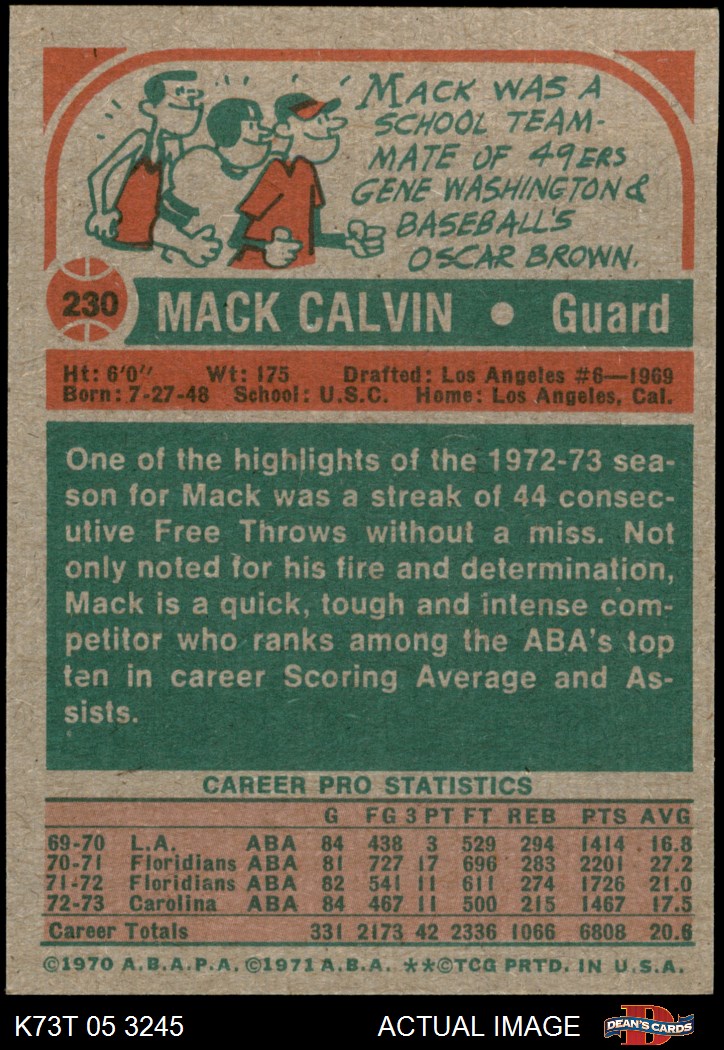 MACK WAS A
SCHOOL TEAM-
MATE OF 49ERS
GENE WASHINGTON &
BASEBALL'S
OSCAR BROWN.
230 MACK CALVIN • Guard
Ht: 6'0" Wt: 175 Drafted: Los Angeles #6—1969
Born: 7-27-48 School: U.S.C. Home: Los Angeles, Cal.
One of the highlights of the 1972-73 sea-
son for Mack was a streak of 44 consec-
utive Free Throws without a miss. Not
only noted for his fire and determination,
Mack is a quick, tough and intense com-
petitor who ranks among the ABA's top
ten in career Scoring Average and As-
sists.
CAREER PRO STATISTICS
G FG 3 PT FT REB PTS AVG
69-70 L.A. ABA 84 438 3 529 294 1414 16.8
70-71 Floridians ABA 81 727 17 696 283 2201 27.2
71-72 Floridians ABA 82 541 11 611 274 1726 21.0
72-73 Carolina ABA 84 467 11 500 215 1467 17.5
Career Totals 331 2173 42 2336 1066 6808 20.6
©1970 A.B.A.P.A. ©1971 A.B.A. **©TCG PRTD. IN U.S.A.
K73T 05 3245 ACTUAL IMAGE D DEAN'S CARDS